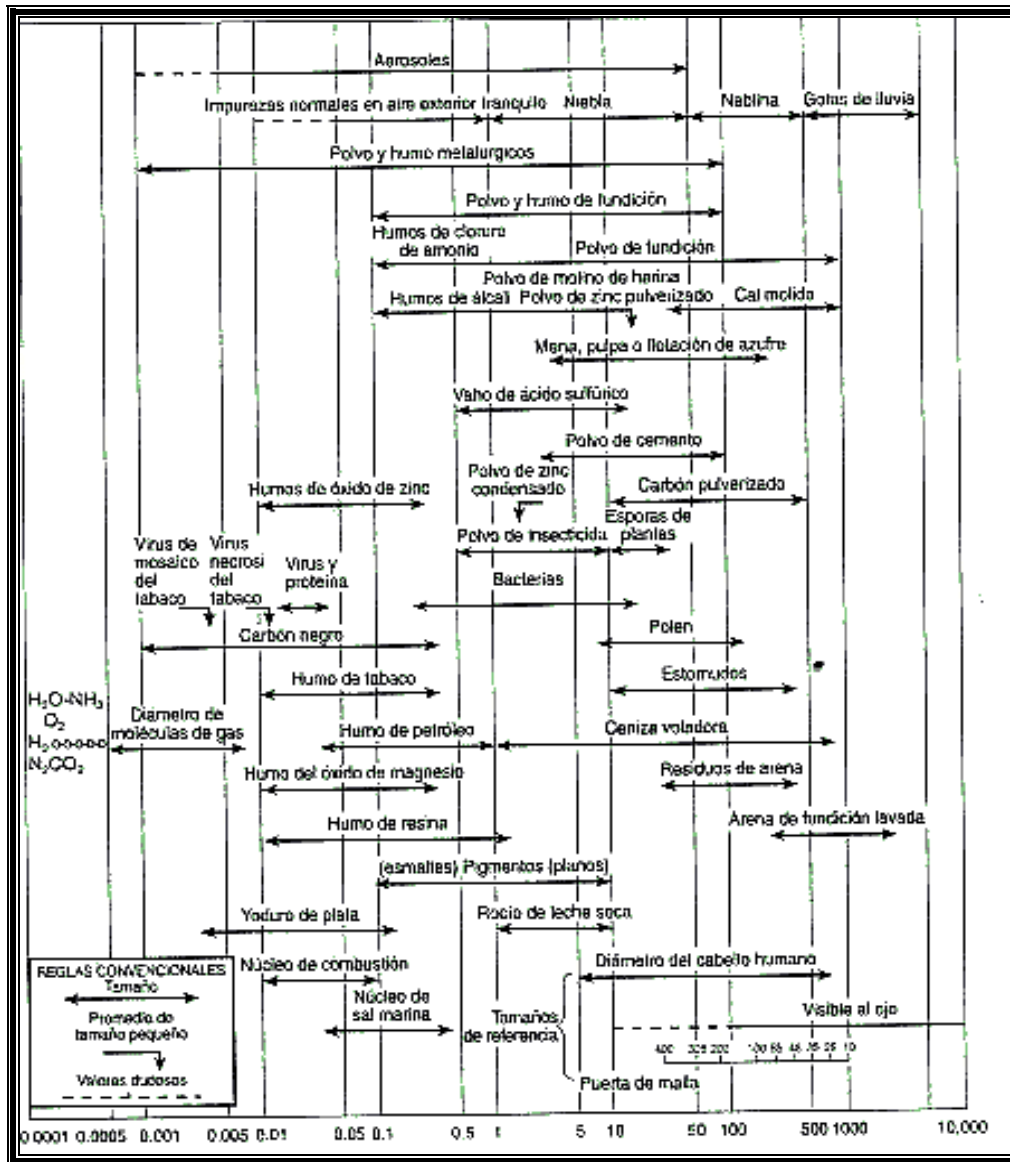 Aerosoles
Impurezas normales en aire exterior tranquilo
Niebla
Neblina
Gotas de lluvia
Polvo y humo metalúrgicos
Polvo y humo de fundición
Humos de cloruro
de amonio
Polvo de fundición
Polvo de molino de harina
Humos de álcali
Polvo de zinc pulverizado
Cal molida
Mena, pulpa o flotación de azufre
Vaho de ácido sulfúrico
Polvo de cemento
Polvo de zinc
condensado
Humos de óxido de zinc
Carbón pulverizado
Polvo de insecticida
Esporas de
plantas
Virus de
mosaico
del
tabaco
Virus
necrosi
del
tabaco
Virus y
proteína
Bacterias
Carbón negro
Polen
Humo de tabaco
Estornudos
H₂O-NH₃
O₂
N₂CO₂
Diámetro de
moléculas de gas
Humo de petróleo
Ceniza voladora
Humo del óxido de magnesio
Residuos de arena
Humo de resina
Arena de fundición lavada
(esmaltes) Pigmentos (planos)
Yoduro de plata
Rocío de leche seca
Núcleo de combustión
Diámetro del cabello humano
Núcleo de
sal marina
Tamaños
de referencia
Visible al ojo
Puerta de malla
REGLAS CONVENCIONALES
Tamaño
Promedio de
tamaño pequeño
Valores dudosos
0.0001 0.0005 0.001 0.005 0.01 0.05 0.1 0.5 1 5 10 50 100 500 1000 10,000